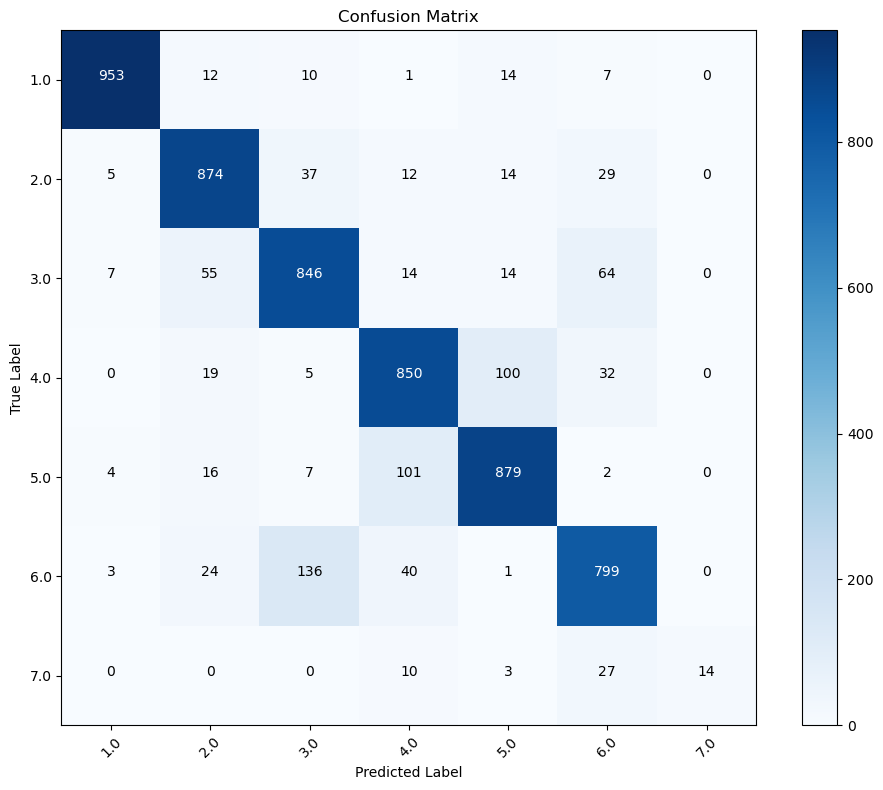 Confusion Matrix
1.0 953 12 10 1 14 7 0
2.0 5 874 37 12 14 29 0
3.0 7 55 846 14 14 64 0
4.0 0 19 5 850 100 32 0
5.0 4 16 7 101 879 2 0
6.0 3 24 136 40 1 799 0
7.0 0 0 0 10 3 27 14
1.0 2.0 3.0 4.0 5.0 6.0 7.0
True Label
Predicted Label
800
600
400
200
0